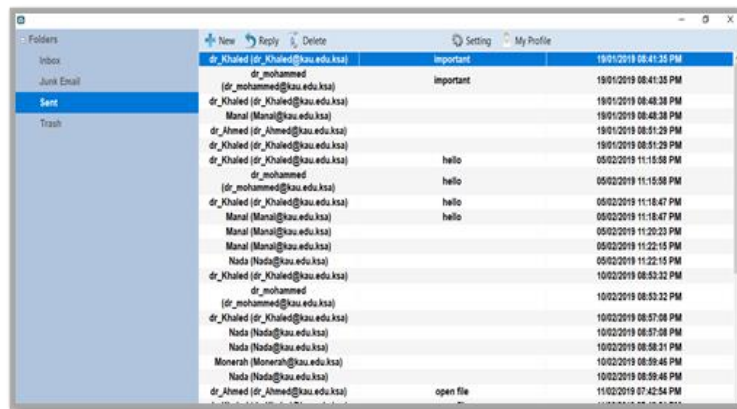 Folders
Inbox
Junk Email
Sent
Trash
New Reply Delete Setting My Profile
dr_Khaled (dr_Khaled@kau.edu.ksa) important 19/01/2019 08:41:35 PM
dr_mohammed
(dr_mohammed@kau.edu.ksa) important 19/01/2019 08:41:35 PM
dr_Khaled (dr_Khaled@kau.edu.ksa) 19/01/2019 08:48:38 PM
Manal (Manal@kau.edu.ksa) 19/01/2019 08:48:38 PM
dr_Ahmed (dr_Ahmed@kau.edu.ksa) 19/01/2019 08:51:29 PM
dr_Khaled (dr_Khaled@kau.edu.ksa) 19/01/2019 08:51:29 PM
dr_Khaled (dr_Khaled@kau.edu.ksa) hello 05/02/2019 11:15:58 PM
dr_mohammed
(dr_mohammed@kau.edu.ksa) hello 05/02/2019 11:15:58 PM
dr_Khaled (dr_Khaled@kau.edu.ksa) hello 05/02/2019 11:18:47 PM
Manal (Manal@kau.edu.ksa) hello 05/02/2019 11:18:47 PM
Manal (Manal@kau.edu.ksa) 05/02/2019 11:20:23 PM
Manal (Manal@kau.edu.ksa) 05/02/2019 11:22:15 PM
Nada (Nada@kau.edu.ksa) 05/02/2019 11:22:15 PM
dr_Khaled (dr_Khaled@kau.edu.ksa) 10/02/2019 08:53:32 PM
dr_mohammed
(dr_mohammed@kau.edu.ksa) 10/02/2019 08:53:32 PM
dr_Khaled (dr_Khaled@kau.edu.ksa) 10/02/2019 08:57:08 PM
Nada (Nada@kau.edu.ksa) 10/02/2019 08:57:08 PM
Nada (Nada@kau.edu.ksa) 10/02/2019 08:58:31 PM
Monerah (Monerah@kau.edu.ksa) 10/02/2019 08:59:46 PM
Nada (Nada@kau.edu.ksa) 10/02/2019 08:59:46 PM
dr_Ahmed (dr_Ahmed@kau.edu.ksa) open file 11/02/2019 07:42:54 PM